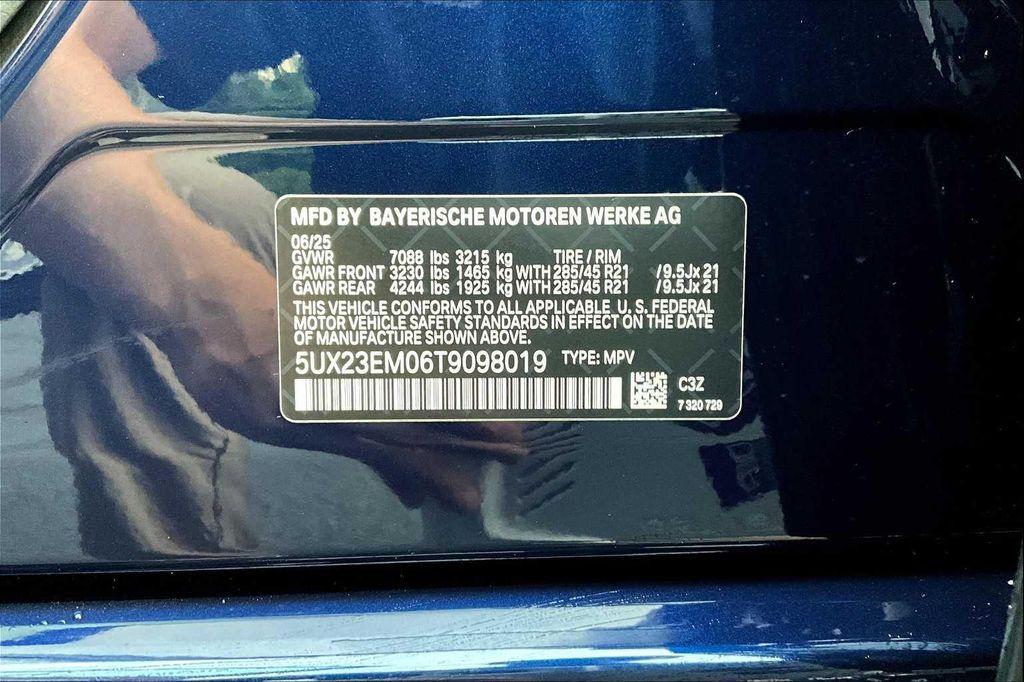 MFD BY BAYERISCHE MOTOREN WERKE AG
06/25
GVWR 7088 lbs 3215 kg TIRE / RIM
GAWR FRONT 3230 lbs 1465 kg WITH 285/45 R21 /9.5Jx 21
GAWR REAR 4244 lbs 1925 kg WITH 285/45 R21 /9.5Jx 21
THIS VEHICLE CONFORMS TO ALL APPLICABLE U. S. FEDERAL
MOTOR VEHICLE SAFETY STANDARDS IN EFFECT ON THE DATE
OF MANUFACTURE SHOWN ABOVE.
5UX23EM06T9098019 TYPE: MPV
C3Z
7 320 729